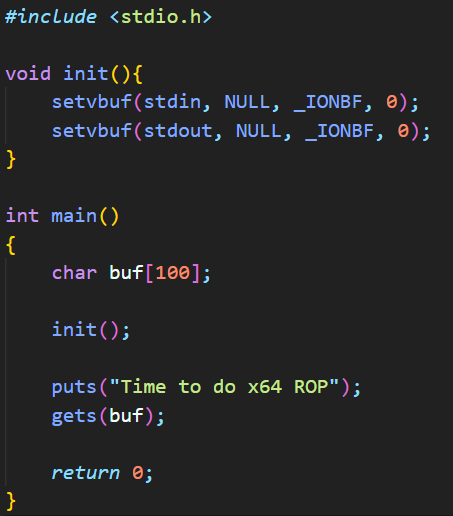 #include <stdio.h>
void init(){
setvbuf(stdin, NULL, _IONBF, 0);
setvbuf(stdout, NULL, _IONBF, 0);
}
int main()
{
char buf[100];
init();
puts("Time to do x64 ROP");
gets(buf);
return 0;
}